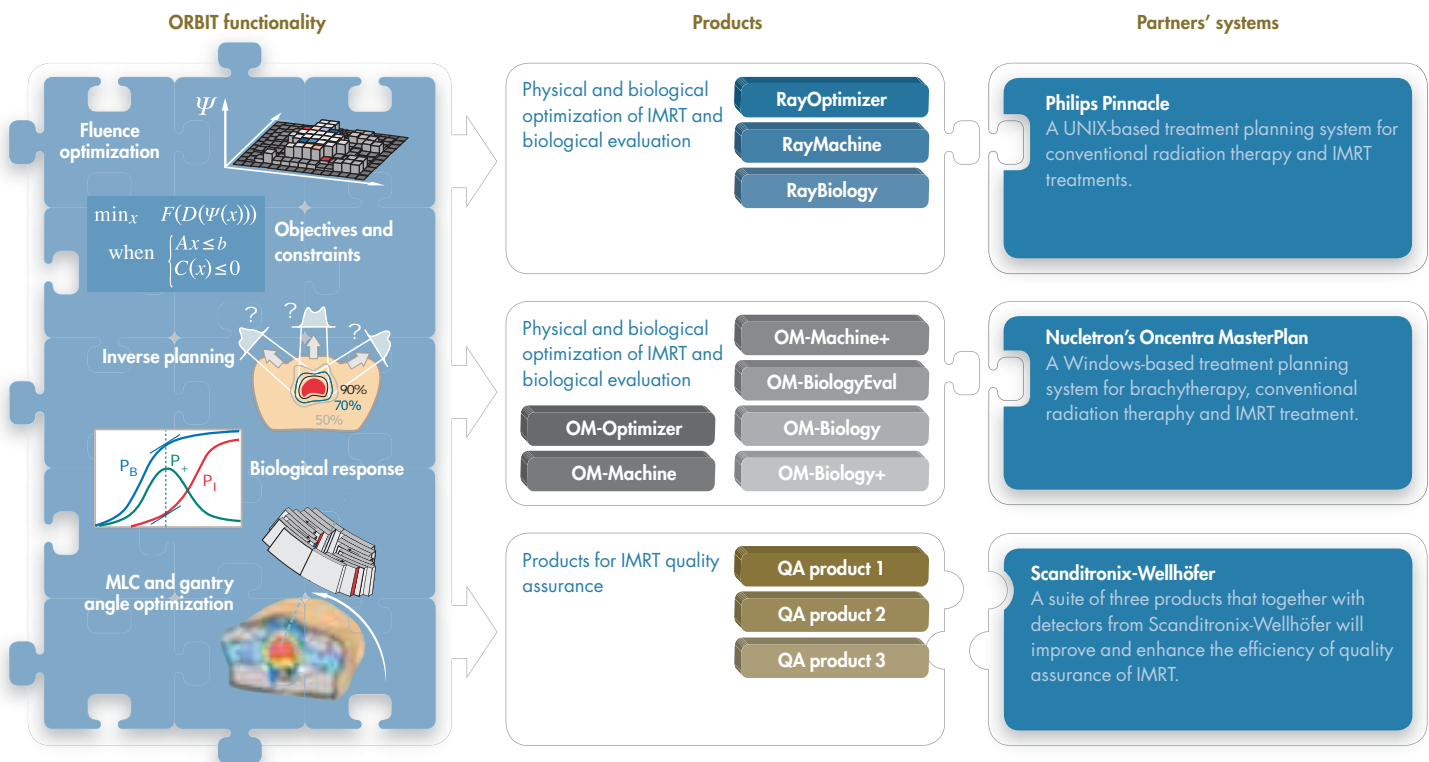 ORBIT functionality
Fluence
optimization
Ψ
minx F(D(Ψ(x)))
when {Ax ≤ b
C(x) ≤ 0
Objectives and
constraints
? ? ?
Inverse planning
90%
70%
50%
PB
P+
PI
Biological response
MLC and gantry
angle optimization
Products
Physical and biological
optimization of IMRT and
biological evaluation
RayOptimizer
RayMachine
RayBiology
Physical and biological
optimization of IMRT and
biological evaluation
OM-Optimizer
OM-Machine
OM-Machine+
OM-BiologyEval
OM-Biology
OM-Biology+
Products for IMRT quality
assurance
QA product 1
QA product 2
QA product 3
Partners’ systems
Philips Pinnacle
A UNIX-based treatment planning system for
conventional radiation therapy and IMRT
treatments.
Nucletron’s Oncentra MasterPlan
A Windows-based treatment planning
system for brachytherapy, conventional
radiation theraphy and IMRT treatment.
Scanditronix-Wellhöfer
A suite of three products that together with
detectors from Scanditronix-Wellhöfer will
improve and enhance the efficiency of quality
assurance of IMRT.